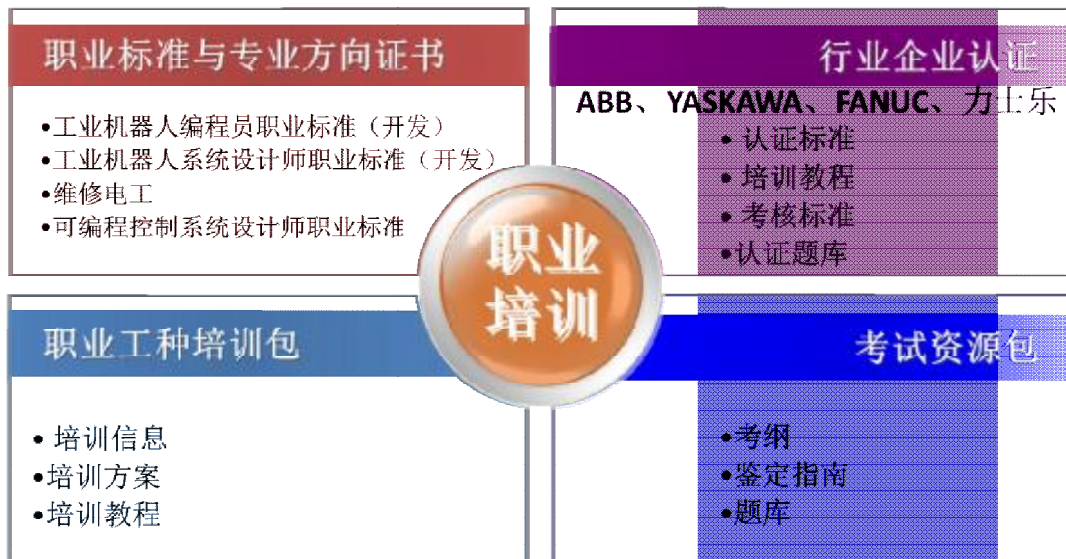 职业标准与专业方向证书
•工业机器人编程员职业标准（开发）
•工业机器人系统设计师职业标准（开发）
•维修电工
•可编程控制系统设计师职业标准
行业企业认证
ABB、YASKAWA、FANUC、力士乐
• 认证标准
• 培训教程
• 考核标准
•认证题库
职业
培训
职业工种培训包
• 培训信息
•培训方案
•培训教程
考试资源包
•考纲
•鉴定指南
•题库